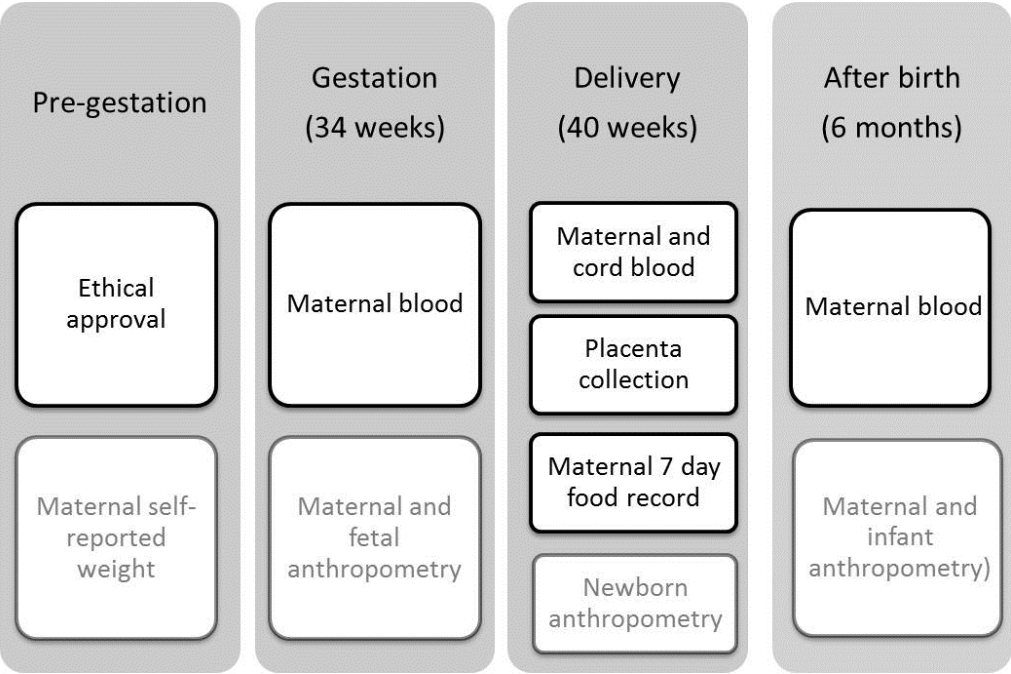 Pre-gestation
Ethical
approval
Maternal self-
reported
weight
Gestation
(34 weeks)
Maternal blood
Maternal and
fetal
anthropometry
Delivery
(40 weeks)
Maternal and
cord blood
Placenta
collection
Maternal 7 day
food record
Newborn
anthropometry
After birth
(6 months)
Maternal blood
Maternal and
infant
anthropometry)